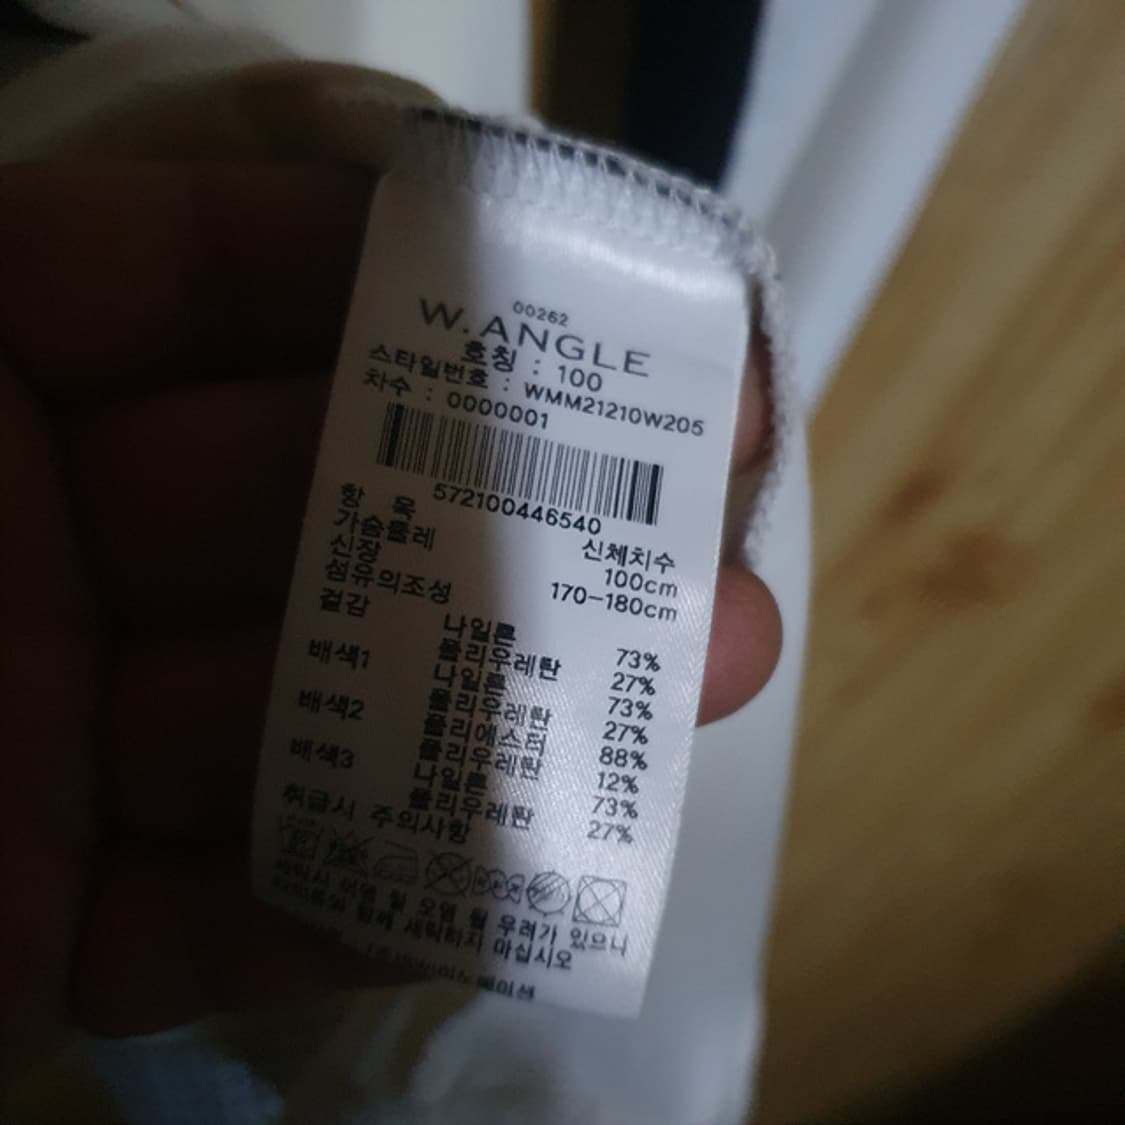 00262
W.ANGLE
호칭 : 100
스타일번호 : WMM21210W205
차수 : 0000001
572100446540
항 목 신체치수
가슴둘레 100cm
신장 170-180cm
섬유의조성
겉감 나일론 73%
폴리우레탄 27%
배색1 나일론 73%
폴리우레탄 27%
배색2 폴리에스터 88%
폴리우레탄 12%
배색3 나일론 73%
폴리우레탄 27%
취급시 주의사항
세탁시 이염 및 오염 될 우려가 있으니
함께 세탁하지 마십시오